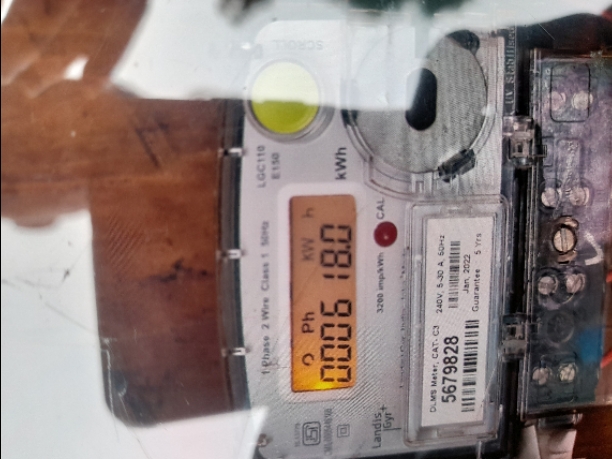 SCROLL
LGC110
E150
kWh
1 Phase 2 Wire Class 1 50Hz
Ph KW h
0006 18.0
CAL
3200 imp/kWh
Landis+
Gyr+
DLMS Meter, CAT- C3 240V, 5-30 A, 50Hz
5679828
Jan, 2022
Guarantee 5 Yrs